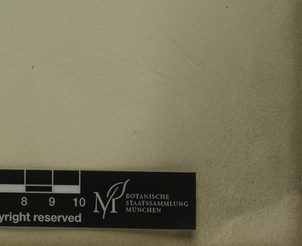 8 9 10
yright reserved
M
BOTANISCHE
STAATSSAMMLUNG
MÜNCHEN